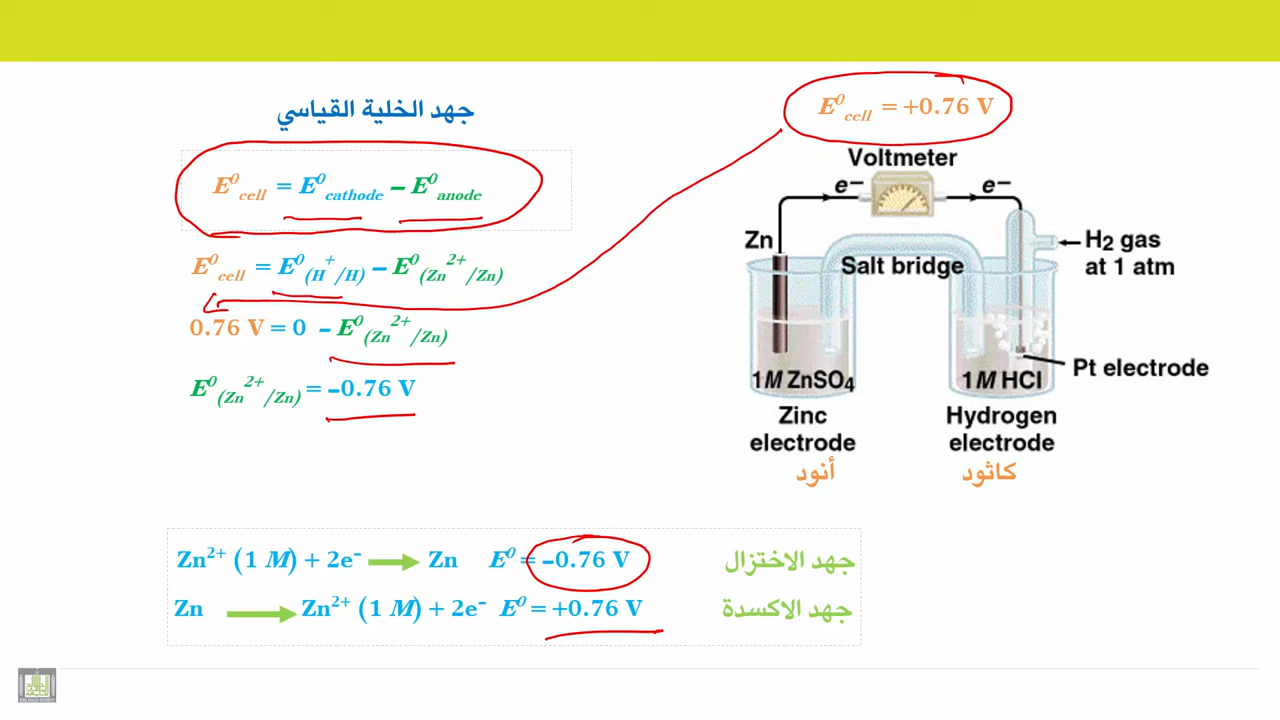 جهد الخلية القياسي
E⁰cell = E⁰cathode – E⁰anode
E⁰cell = E⁰(H⁺/H) – E⁰(Zn²⁺/Zn)
0.76 V = 0 – E⁰(Zn²⁺/Zn)
E⁰(Zn²⁺/Zn) = –0.76 V
E⁰cell = +0.76 V
Voltmeter
e– e–
Zn
Salt bridge
H2 gas
at 1 atm
Pt electrode
1M ZnSO₄
1M HCl
Zinc
electrode
أنود
Hydrogen
electrode
كاثود
Zn²⁺ (1 M) + 2e⁻ → Zn E⁰ = –0.76 V جهد الاختزال
Zn → Zn²⁺ (1 M) + 2e⁻ E⁰ = +0.76 V جهد الاكسدة